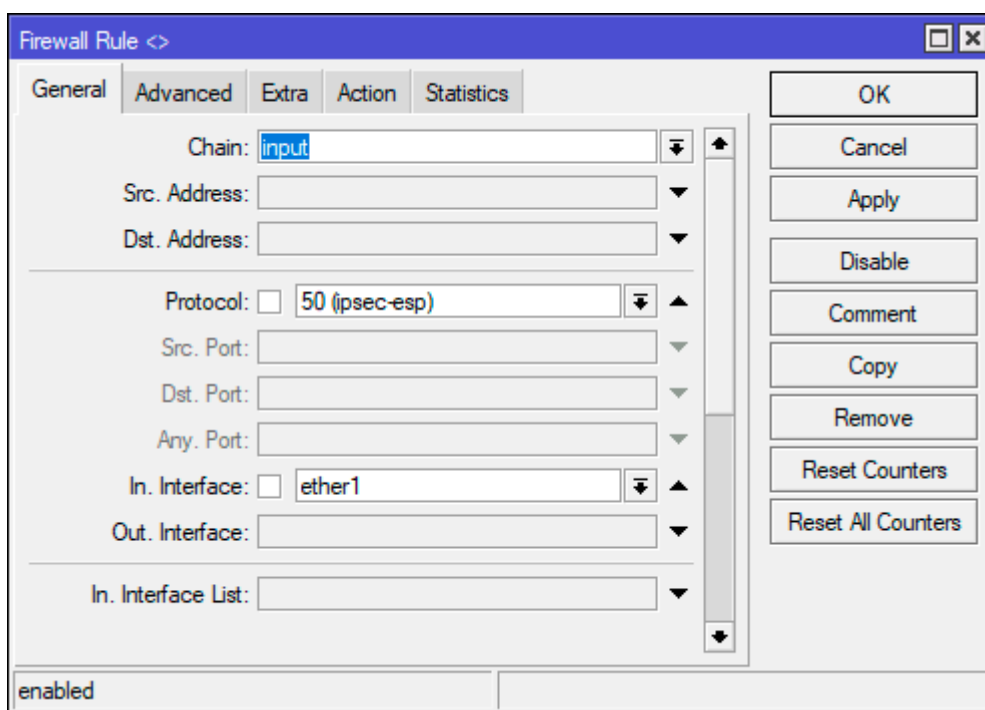 Firewall Rule <>
General Advanced Extra Action Statistics
Chain: input
Src. Address:
Dst. Address:
Protocol: 50 (ipsec-esp)
Src. Port:
Dst. Port:
Any. Port:
In. Interface: ether1
Out. Interface:
In. Interface List:
OK
Cancel
Apply
Disable
Comment
Copy
Remove
Reset Counters
Reset All Counters
enabled